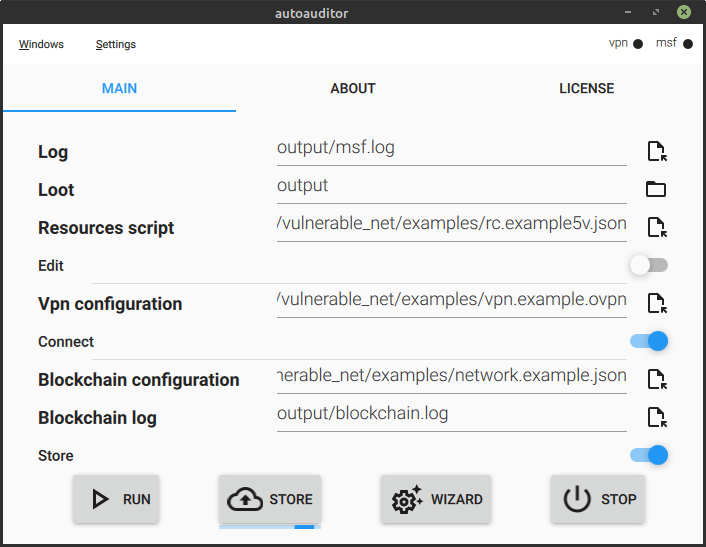 autoauditor
Windows Settings vpn msf
MAIN ABOUT LICENSE
Log output/msf.log
Loot output
Resources script /vulnerable_net/examples/rc.example5v.json
Edit
Vpn configuration /vulnerable_net/examples/vpn.example.ovpn
Connect
Blockchain configuration nerable_net/examples/network.example.json
Blockchain log output/blockchain.log
Store
RUN STORE WIZARD STOP